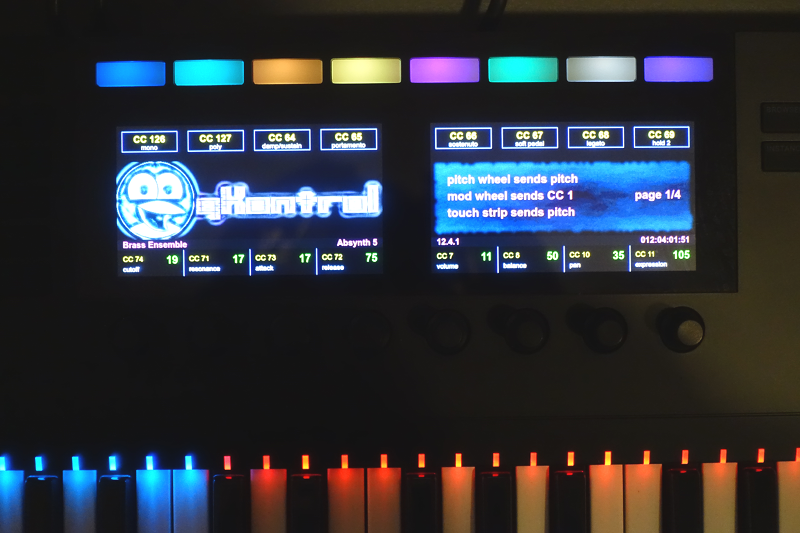 CC 126
mono
CC 127
poly
CC 64
damp/sustain
CC 65
portamento
qXontrol
Brass Ensemble
Absynth 5
CC 74
cutoff
19
CC 71
resonance
17
CC 73
attack
17
CC 72
release
75
CC 66
sostenuto
CC 67
soft pedal
CC 68
legato
CC 69
hold 2
pitch wheel sends pitch
mod wheel sends CC 1
page 1/4
touch strip sends pitch
12.4.1
012:04:01:51
CC 7
volume
11
CC 8
balance
50
CC 10
pan
35
CC 11
expression
105